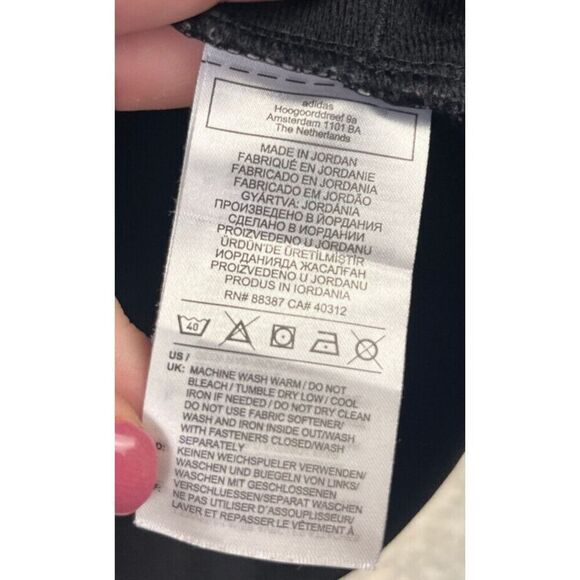 adidas
Hoogoorddreef 9a
Amsterdam 1101 BA
The Netherlands
MADE IN JORDAN
FABRIQUÉ EN JORDANIE
FABRICADO EN JORDANIA
FABRICADO EM JORDÃO
GYÁRTVA: JORDÁNIA
ПРОИЗВЕДЕНО В ИОРДАНИЯ
СДЕЛАНО В ИОРДАНИИ
PROIZVEDENO U JORDANU
ÜRDÜN'DE ÜRETİLMİŞTİR
ИОРДАНИЯДА ЖАСАЛҒАН
PROIZVEDENO U JORDANU
PRODUS IN IORDANIA
RN# 88387 CA# 40312
40
US /
UK: MACHINE WASH WARM / DO NOT
BLEACH / TUMBLE DRY LOW / COOL
IRON IF NEEDED / DO NOT DRY CLEAN
DO NOT USE FABRIC SOFTENER/
WASH AND IRON INSIDE OUT/WASH
WITH FASTENERS CLOSED/WASH
SEPARATELY
KEINEN WEICHSPUELER VERWENDEN/
WASCHEN UND BUEGELN VON LINKS/
WASCHEN MIT GESCHLOSSENEN
VERSCHLUESSEN/SEPARAT WASCHEN
NE PAS UTILISER D'ASSOUPLISSEUR/
LAVER ET REPASSER LE VÊTEMENT À